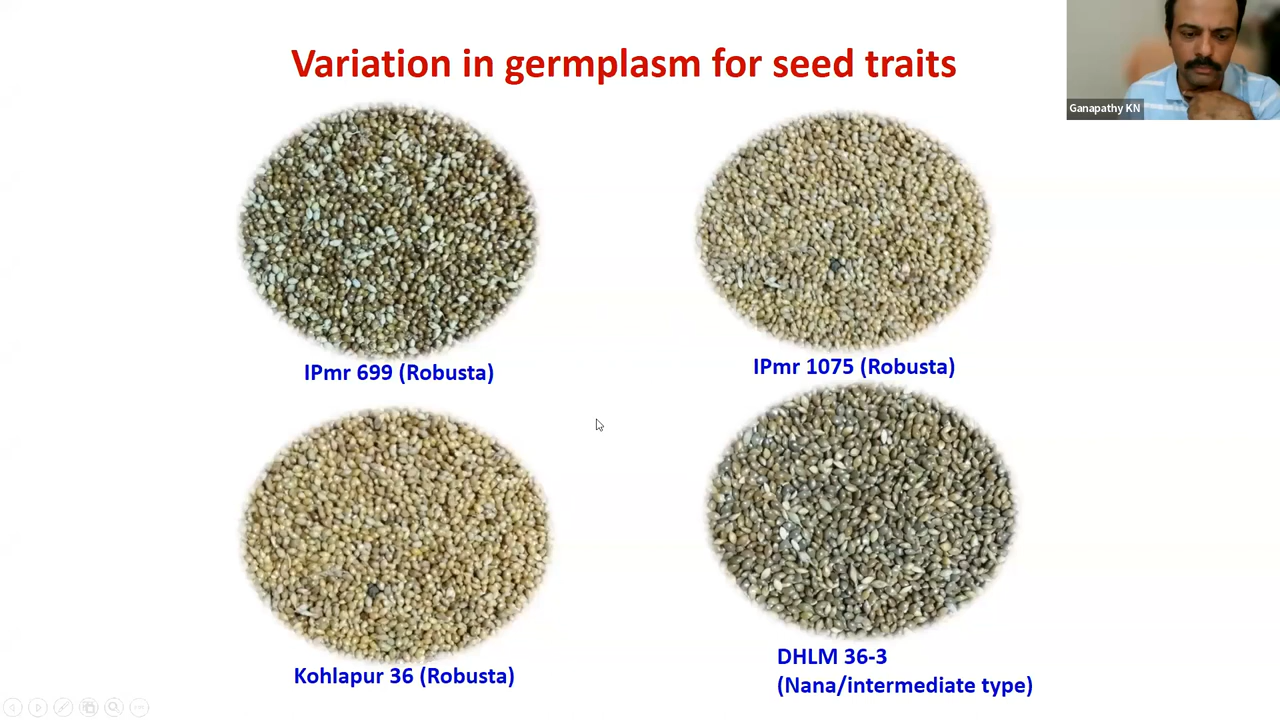 Variation in germplasm for seed traits
Ganapathy KN
IPmr 699 (Robusta)
IPmr 1075 (Robusta)
Kohlapur 36 (Robusta)
DHLM 36-3
(Nana/intermediate type)